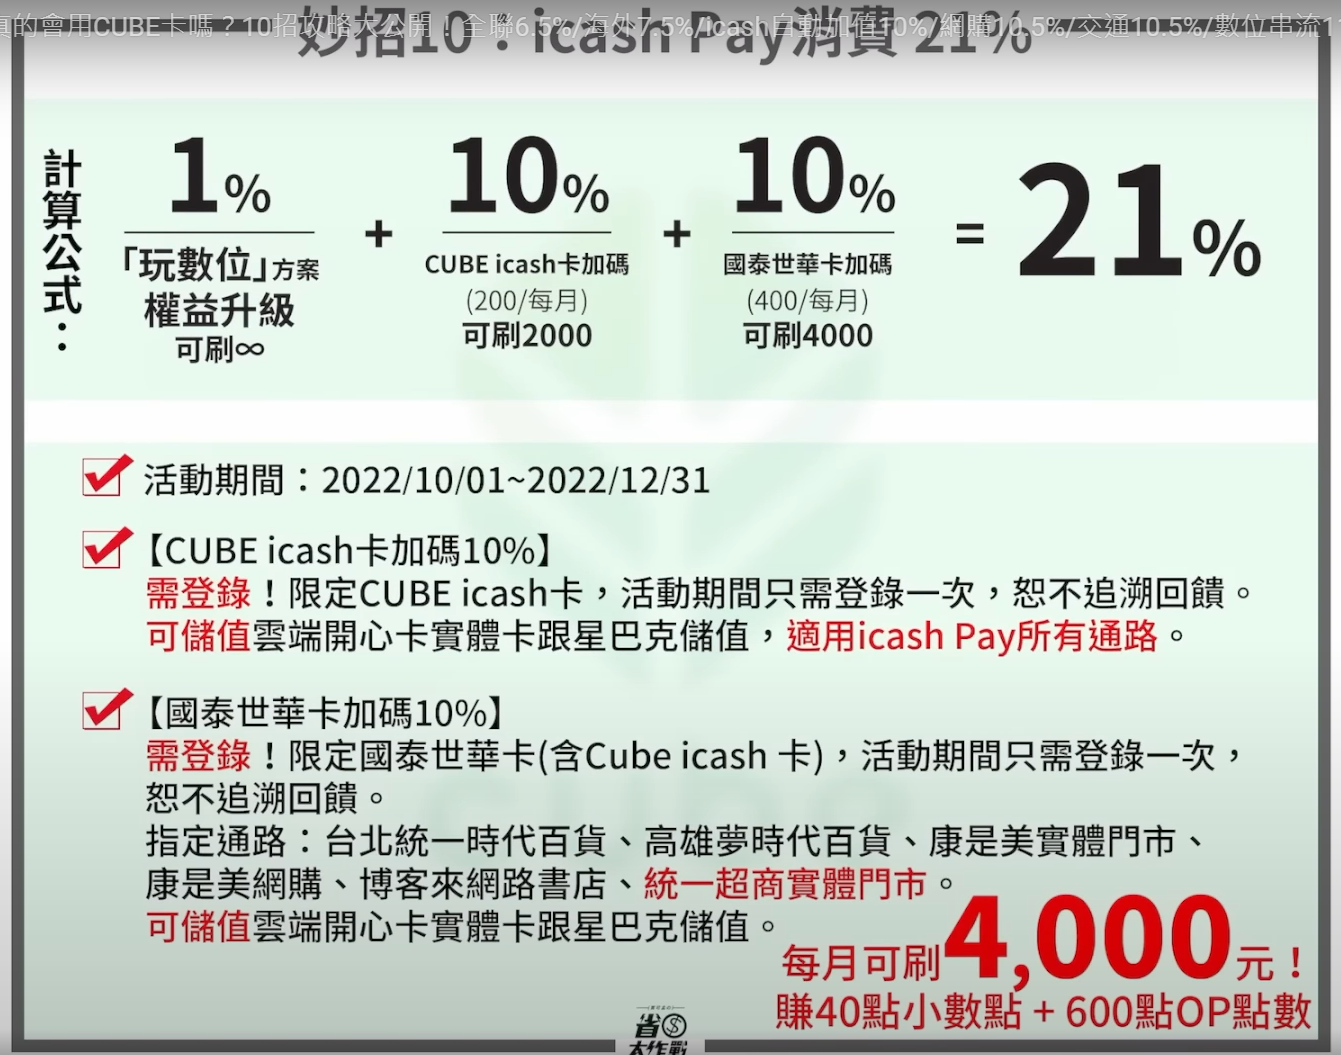 真的會用CUBE卡嗎？10招攻略大公開！全聯6.5%/海外7.5%/icash自動加值10%/網購10.5%/交通10.5%/數位串流1
妙招10：icash Pay消費 21%
計算公式：
1% + 10% + 10% = 21%
「玩數位」方案 CUBE icash卡加碼 國泰世華卡加碼
權益升級 (200/每月) (400/每月)
可刷∞ 可刷2000 可刷4000
活動期間：2022/10/01~2022/12/31
【CUBE icash卡加碼10%】
需登錄！限定CUBE icash卡，活動期間只需登錄一次，恕不追溯回饋。
可儲值雲端開心卡實體卡跟星巴克儲值，適用icash Pay所有通路。
【國泰世華卡加碼10%】
需登錄！限定國泰世華卡(含Cube icash 卡)，活動期間只需登錄一次，
恕不追溯回饋。
指定通路：台北統一時代百貨、高雄夢時代百貨、康是美實體門市、
康是美網購、博客來網路書店、統一超商實體門市。
可儲值雲端開心卡實體卡跟星巴克儲值。
每月可刷4,000元！
賺40點小數點 + 600點OP點數
省
大作戰